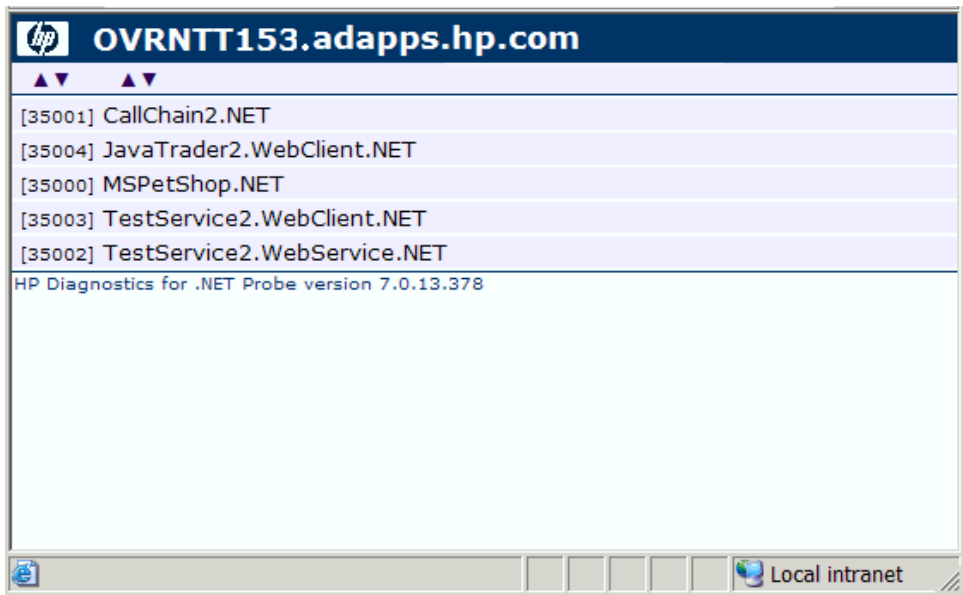 hp OVRNTT153.adapps.hp.com
▲▼ ▲▼
[35001] CallChain2.NET
[35004] JavaTrader2.WebClient.NET
[35000] MSPetShop.NET
[35003] TestService2.WebClient.NET
[35002] TestService2.WebService.NET
HP Diagnostics for .NET Probe version 7.0.13.378
Local intranet